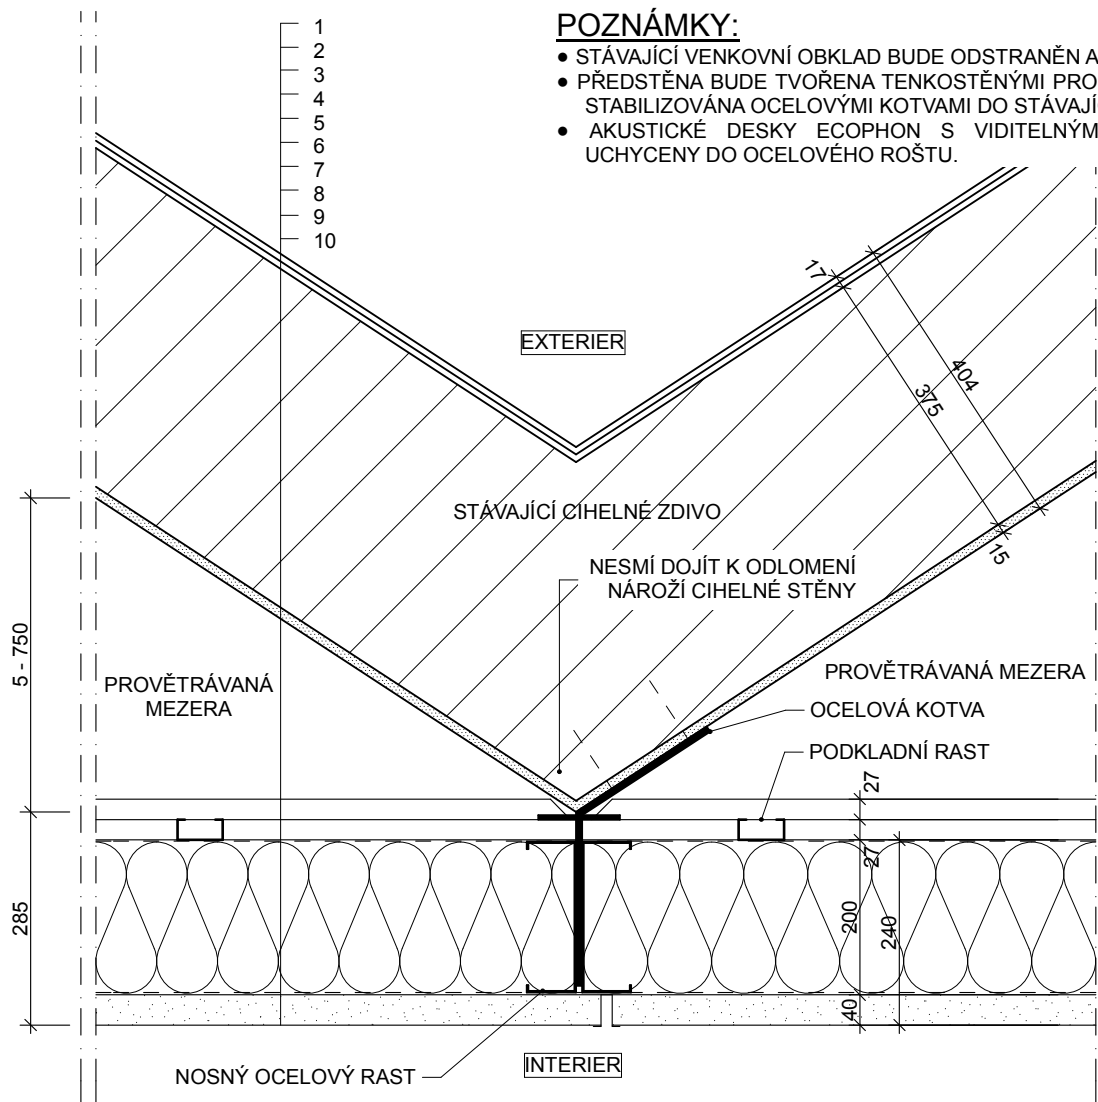 POZNÁMKY:
● STÁVAJÍCÍ VENKOVNÍ OBKLAD BUDE ODSTRANĚN A
● PŘEDSTĚNA BUDE TVOŘENA TENKOSTĚNÝMI PRO
STABILIZOVÁNA OCELOVÝMI KOTVAMI DO STÁVAJÍ
● AKUSTICKÉ DESKY ECOPHON S VIDITELNÝM
UCHYCENY DO OCELOVÉHO ROŠTU.
1
2
3
4
5
6
7
8
9
10
17
404
375
15
EXTERIER
STÁVAJÍCÍ CIHELNÉ ZDIVO
NESMÍ DOJÍT K ODLOMENÍ
NÁROŽÍ CIHELNÉ STĚNY
5 - 750
PROVĚTRÁVANÁ
MEZERA
PROVĚTRÁVANÁ MEZERA
OCELOVÁ KOTVA
PODKLADNÍ RAST
27
27
285
200
240
40
INTERIER
NOSNÝ OCELOVÝ RAST